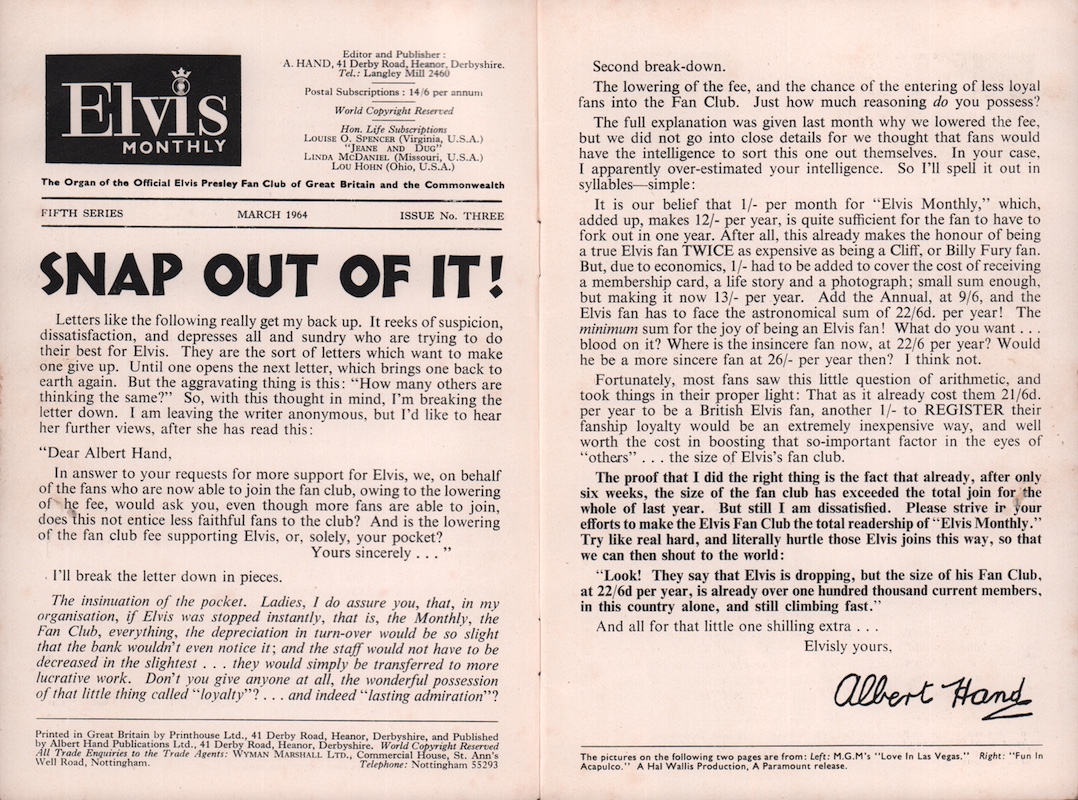 Elvis
MONTHLY
Editor and Publisher :
A. HAND, 41 Derby Road, Heanor, Derbyshire.
Tel.: Langley Mill 2460
Postal Subscriptions : 14/6 per annum
World Copyright Reserved
Hon. Life Subscriptions
LOUISE O. SPENCER (Virginia, U.S.A.)
"JEANE AND DUG"
LINDA MCDANIEL (Missouri, U.S.A.)
LOU HOHN (Ohio, U.S.A.)
The Organ of the Official Elvis Presley Fan Club of Great Britain and the Commonwealth
FIFTH SERIES MARCH 1964 ISSUE No. THREE
SNAP OUT OF IT!
Letters like the following really get my back up. It reeks of suspicion,
dissatisfaction, and depresses all and sundry who are trying to do
their best for Elvis. They are the sort of letters which want to make
one give up. Until one opens the next letter, which brings one back to
earth again. But the aggravating thing is this: "How many others are
thinking the same?" So, with this thought in mind, I'm breaking the
letter down. I am leaving the writer anonymous, but I'd like to hear
her further views, after she has read this:
"Dear Albert Hand,
In answer to your requests for more support for Elvis, we, on behalf
of the fans who are now able to join the fan club, owing to the lowering
of he fee, would ask you, even though more fans are able to join,
does this not entice less faithful fans to the club? And is the lowering
of the fan club fee supporting Elvis, or, solely, your pocket?
Yours sincerely . . . "
I'll break the letter down in pieces.
The insinuation of the pocket. Ladies, I do assure you, that, in my
organisation, if Elvis was stopped instantly, that is, the Monthly, the
Fan Club, everything, the depreciation in turn-over would be so slight
that the bank wouldn't even notice it; and the staff would not have to be
decreased in the slightest . . . they would simply be transferred to more
lucrative work. Don't you give anyone at all, the wonderful possession
of that little thing called "loyalty"? . . . and indeed "lasting admiration"?
Printed in Great Britain by Printhouse Ltd., 41 Derby Road, Heanor, Derbyshire, and Published
by Albert Hand Publications Ltd., 41 Derby Road, Heanor, Derbyshire. World Copyright Reserved
All Trade Enquiries to the Trade Agents: WYMAN MARSHALL LTD., Commercial House, St. Ann's
Well Road, Nottingham. Telephone: Nottingham 55293
Second break-down.
The lowering of the fee, and the chance of the entering of less loyal
fans into the Fan Club. Just how much reasoning do you possess?
The full explanation was given last month why we lowered the fee,
but we did not go into close details for we thought that fans would
have the intelligence to sort this one out themselves. In your case,
I apparently over-estimated your intelligence. So I'll spell it out in
syllables—simple:
It is our belief that 1/- per month for "Elvis Monthly," which,
added up, makes 12/- per year, is quite sufficient for the fan to have to
fork out in one year. After all, this already makes the honour of being
a true Elvis fan TWICE as expensive as being a Cliff, or Billy Fury fan.
But, due to economics, 1/- had to be added to cover the cost of receiving
a membership card, a life story and a photograph; small sum enough,
but making it now 13/- per year. Add the Annual, at 9/6, and the
Elvis fan has to face the astronomical sum of 22/6d. per year! The
minimum sum for the joy of being an Elvis fan! What do you want . . .
blood on it? Where is the insincere fan now, at 22/6 per year? Would
he be a more sincere fan at 26/- per year then? I think not.
Fortunately, most fans saw this little question of arithmetic, and
took things in their proper light: That as it already cost them 21/6d.
per year to be a British Elvis fan, another 1/- to REGISTER their
fanship loyalty would be an extremely inexpensive way, and well
worth the cost in boosting that so-important factor in the eyes of
"others" . . . the size of Elvis's fan club.
The proof that I did the right thing is the fact that already, after only
six weeks, the size of the fan club has exceeded the total join for the
whole of last year. But still I am dissatisfied. Please strive in your
efforts to make the Elvis Fan Club the total readership of "Elvis Monthly."
Try like real hard, and literally hurtle those Elvis joins this way, so that
we can then shout to the world:
"Look! They say that Elvis is dropping, but the size of his Fan Club,
at 22/6d per year, is already over one hundred thousand current members,
in this country alone, and still climbing fast."
And all for that little one shilling extra . . .
Elvisly yours,
Albert Hand
The pictures on the following two pages are from: Left: M.G.M's "Love In Las Vegas." Right: "Fun In
Acapulco." A Hal Wallis Production, A Paramount release.